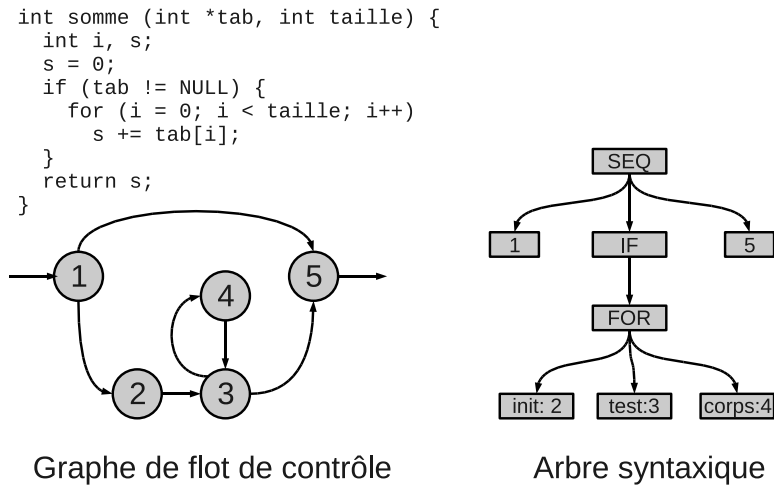 int somme (int *tab, int taille) {
  int i, s;
  s = 0;
  if (tab != NULL) {
    for (i = 0; i < taille; i++)
      s += tab[i];
  }
  return s;
}
1
5
4
2
3
Graphe de flot de contrôle
SEQ
1
IF
5
FOR
init: 2
test:3
corps:4
Arbre syntaxique